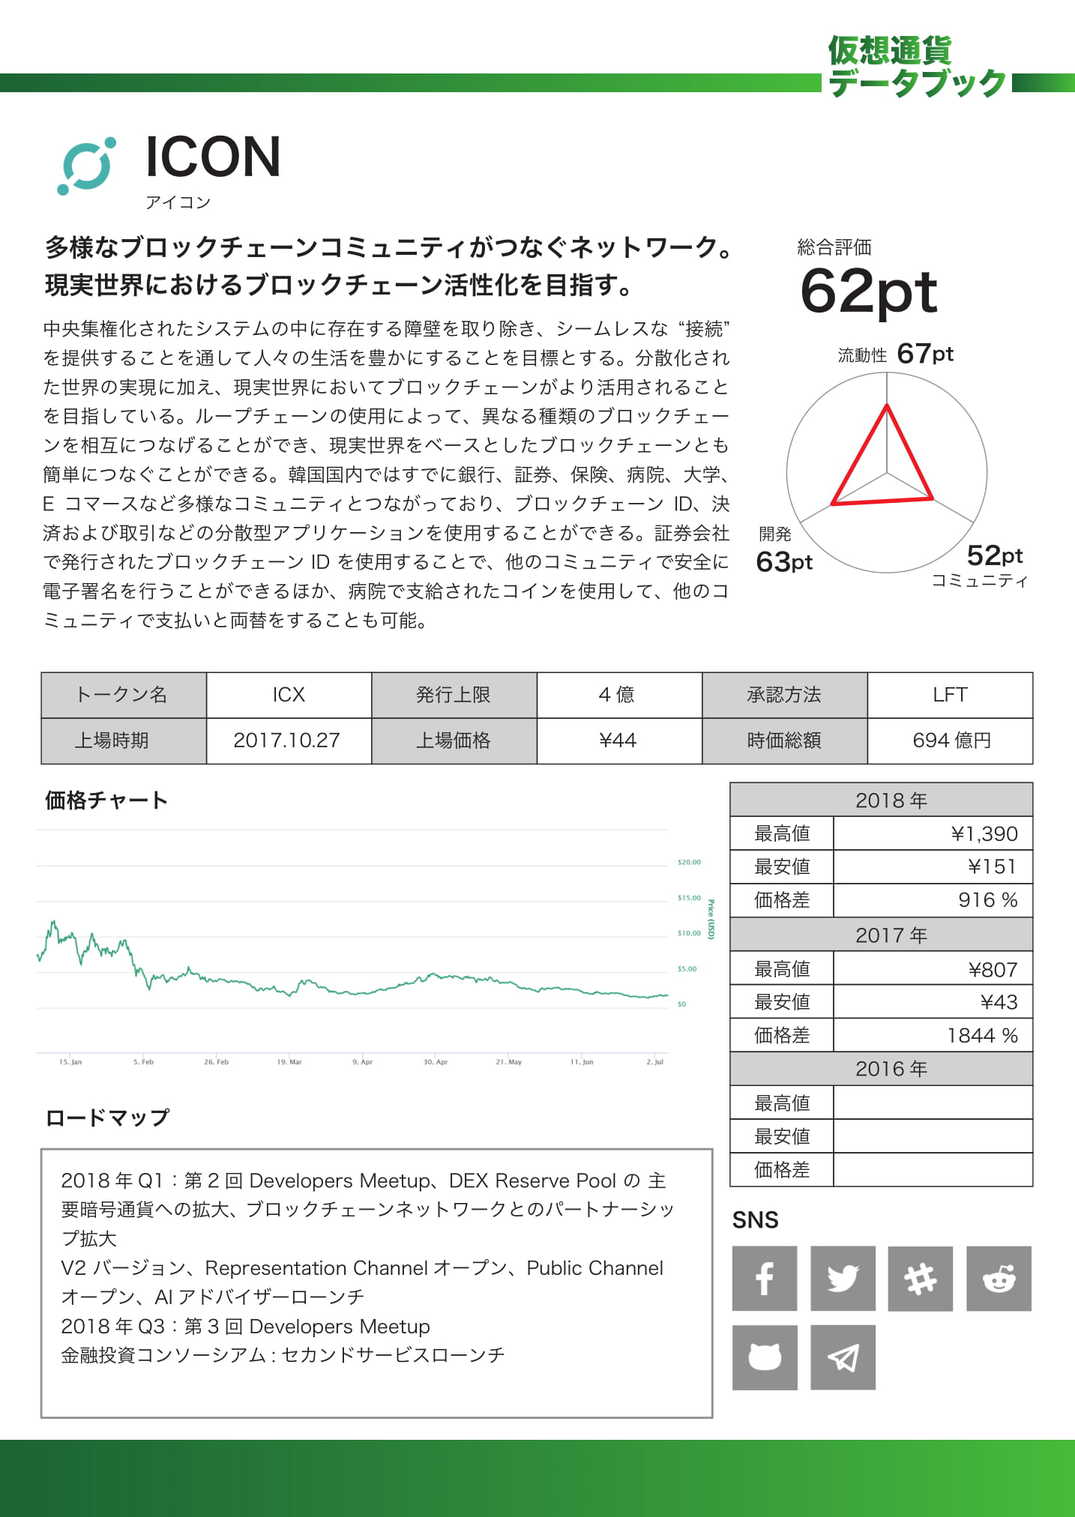 仮想通貨
データブック
ICON
アイコン
多様なブロックチェーンコミュニティがつなぐネットワーク。
現実世界におけるブロックチェーン活性化を目指す。
中央集権化されたシステムの中に存在する障壁を取り除き、シームレスな “接続”
を提供することを通して人々の生活を豊かにすることを目標とする。分散化され
た世界の実現に加え、現実世界においてブロックチェーンがより活用されること
を目指している。ループチェーンの使用によって、異なる種類のブロックチェー
ンを相互につなげることができ、現実世界をベースとしたブロックチェーンとも
簡単につなぐことができる。韓国国内ではすでに銀行、証券、保険、病院、大学、
E コマースなど多様なコミュニティとつながっており、ブロックチェーン ID、決
済および取引などの分散型アプリケーションを使用することができる。証券会社
で発行されたブロックチェーン ID を使用することで、他のコミュニティで安全に
電子署名を行うことができるほか、病院で支給されたコインを使用して、他のコ
ミュニティで支払いと両替をすることも可能。
総合評価
62pt
流動性 67pt
開発
63pt
52pt
コミュニティ
トークン名 ICX 発行上限 4 億 承認方法 LFT
上場時期 2017.10.27 上場価格 ¥44 時価総額 694 億円
価格チャート
$20.00
$15.00
$10.00
$5.00
$0
Price (USD)
15. Jan 5. Feb 26. Feb 19. Mar 9. Apr 30. Apr 21. May 11. Jun 2. Jul
2018 年
最高値 ¥1,390
最安値 ¥151
価格差 916 %
2017 年
最高値 ¥807
最安値 ¥43
価格差 1844 %
2016 年
最高値
最安値
価格差
ロードマップ
2018 年 Q1：第 2 回 Developers Meetup、DEX Reserve Pool の 主
要暗号通貨への拡大、ブロックチェーンネットワークとのパートナーシッ
プ拡大
V2 バージョン、Representation Channel オープン、Public Channel
オープン、AI アドバイザーローンチ
2018 年 Q3：第 3 回 Developers Meetup
金融投資コンソーシアム : セカンドサービスローンチ
SNS